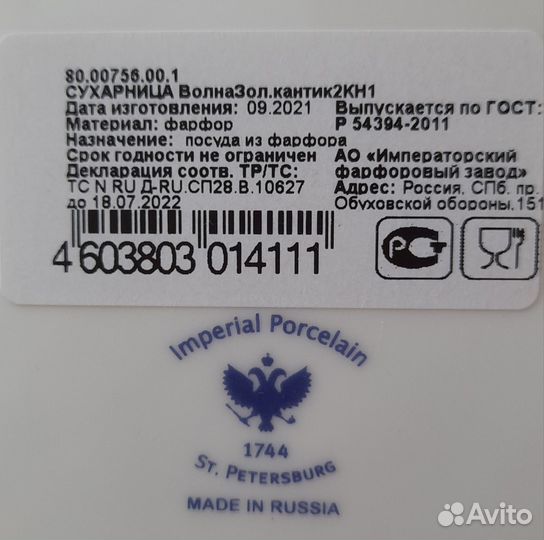 80.00756.00.1
СУХАРНИЦА ВолнаЗол.кантик2КН1
Дата изготовления: 09.2021
Материал: фарфор
Назначение: посуда из фарфора
Срок годности не ограничен
Декларация соотв. ТР/ТС:
ТС N RU Д-RU.СП28.В.10627
до 18.07.2022
Выпускается по ГОСТ:
Р 54394-2011
АО «Императорский
фарфоровый завод»
Адрес: Россия, СПб. пр.
Обуховской обороны,151
4 603803 014111
РСТ
Imperial Porcelain
1744
ST. PETERSBURG
MADE IN RUSSIA
Avito